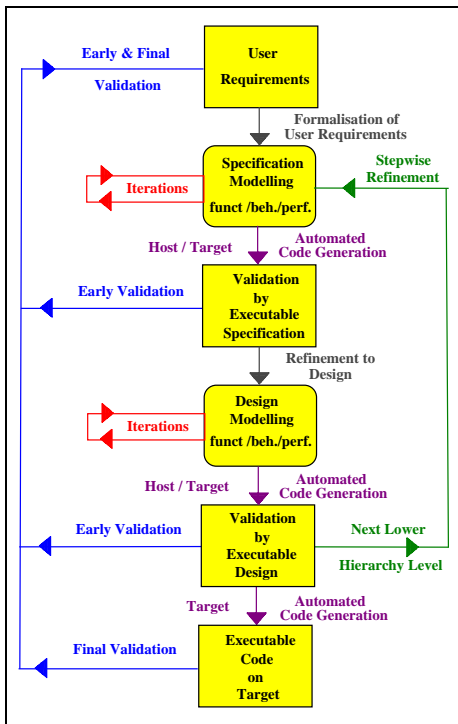 Early & Final
Validation
User
Requirements
Formalisation of
User Requirements
Stepwise
Refinement
Iterations
Specification
Modelling
funct /beh./perf.
Host / Target
Automated
Code Generation
Early Validation
Validation
by
Executable
Specification
Refinement to
Design
Iterations
Design
Modelling
funct /beh./perf.
Host / Target
Automated
Code Generation
Early Validation
Validation
by
Executable
Design
Next Lower
Hierarchy Level
Target
Automated
Code Generation
Final Validation
Executable
Code
on
Target